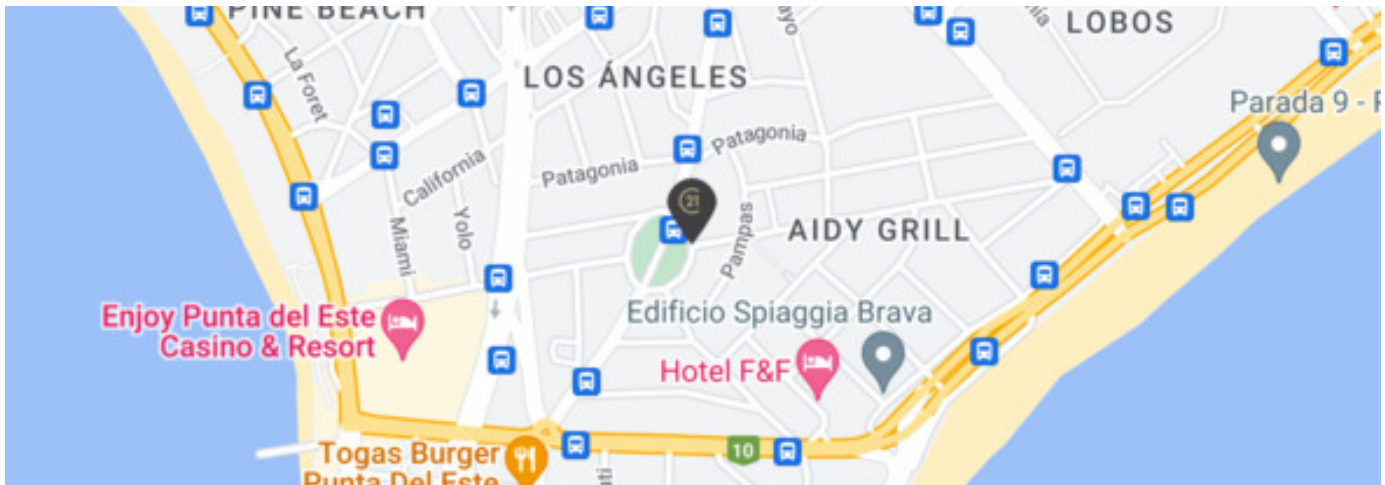 PINE BEACH
LOBOS
LOS ÁNGELES
La Foret
Parada 9 -
Patagonia
Patagonia
California
21
Miami
Yolo
Pampas
AIDY GRILL
Enjoy Punta del Este
Casino & Resort
Edificio Spiaggia Brava
Hotel F&F
10
Togas Burger
Punta Del Este